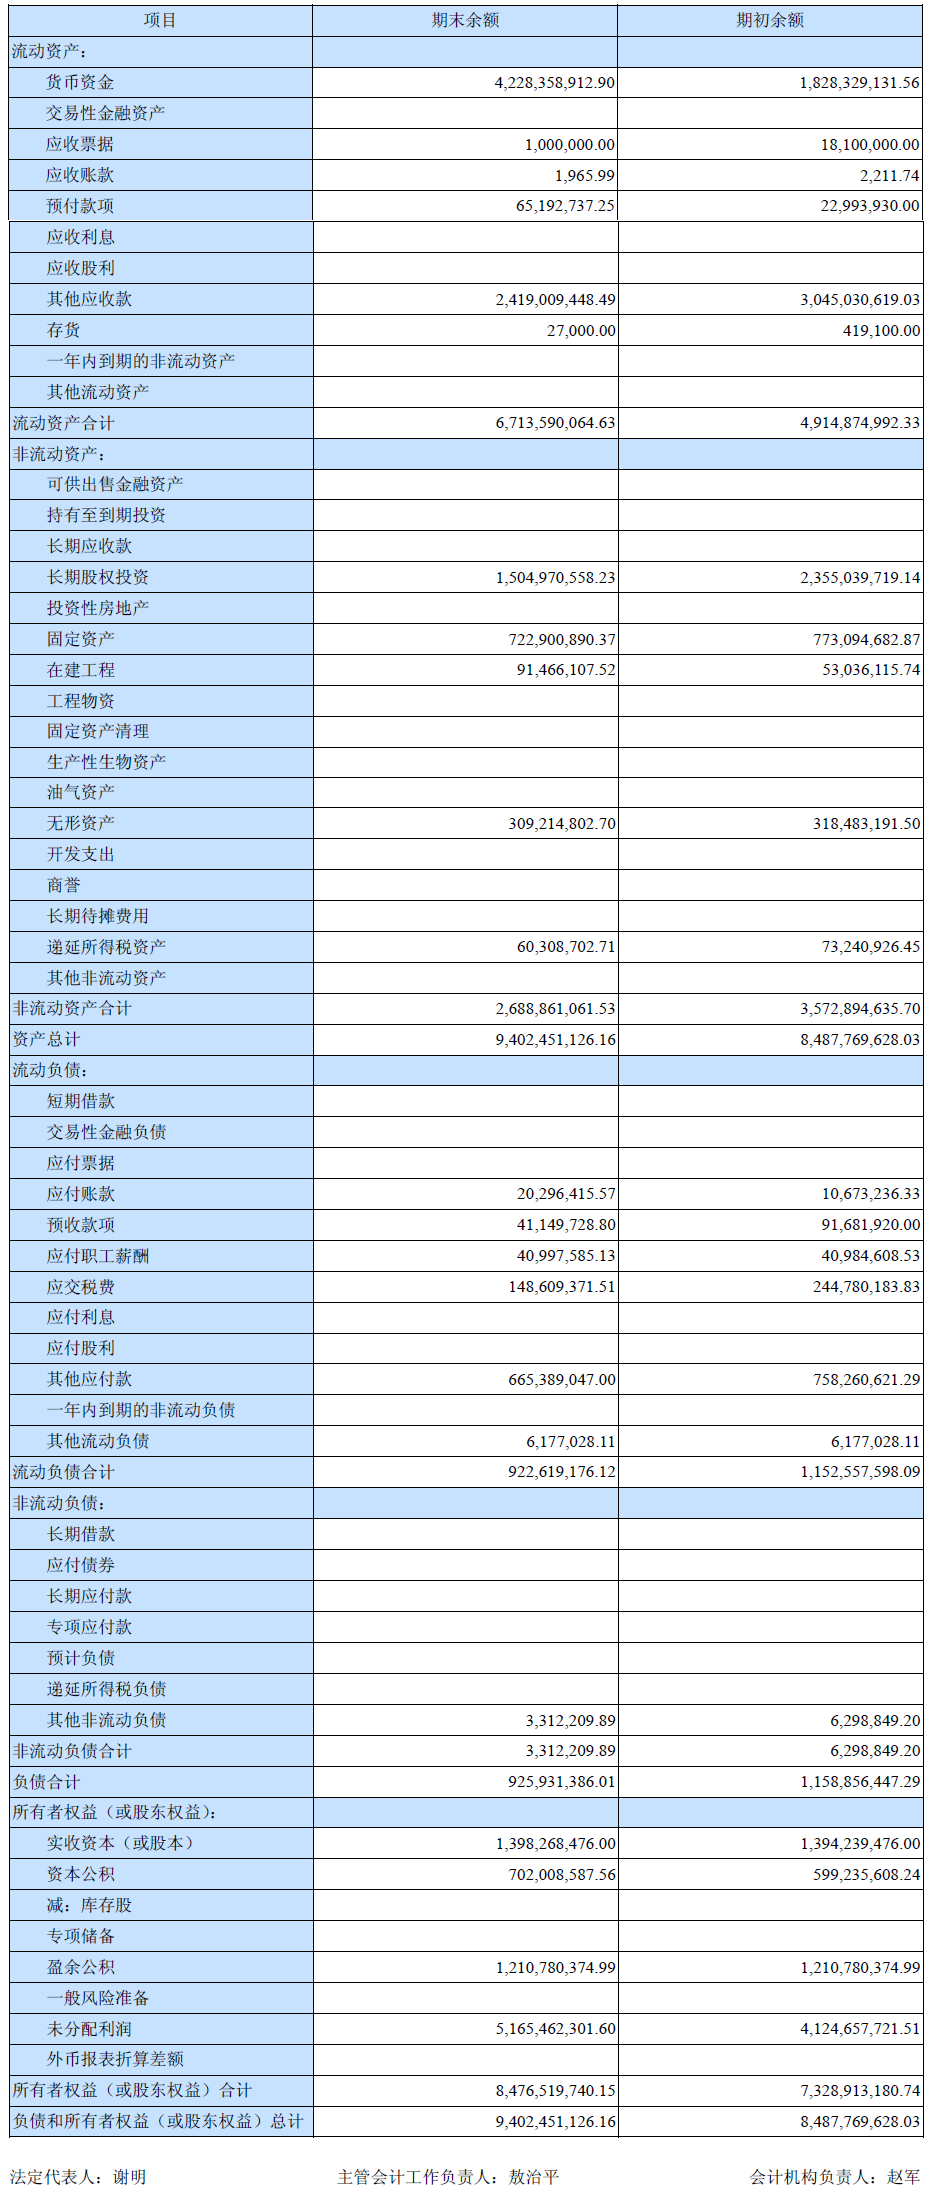 项目 期末余额 期初余额
流动资产：
货币资金 4,228,358,912.90 1,828,329,131.56
交易性金融资产
应收票据 1,000,000.00 18,100,000.00
应收账款 1,965.99 2,211.74
预付款项 65,192,737.25 22,993,930.00
应收利息
应收股利
其他应收款 2,419,009,448.49 3,045,030,619.03
存货 27,000.00 419,100.00
一年内到期的非流动资产
其他流动资产
流动资产合计 6,713,590,064.63 4,914,874,992.33
非流动资产：
可供出售金融资产
持有至到期投资
长期应收款
长期股权投资 1,504,970,558.23 2,355,039,719.14
投资性房地产
固定资产 722,900,890.37 773,094,682.87
在建工程 91,466,107.52 53,036,115.74
工程物资
固定资产清理
生产性生物资产
油气资产
无形资产 309,214,802.70 318,483,191.50
开发支出
商誉
长期待摊费用
递延所得税资产 60,308,702.71 73,240,926.45
其他非流动资产
非流动资产合计 2,688,861,061.53 3,572,894,635.70
资产总计 9,402,451,126.16 8,487,769,628.03
流动负债：
短期借款
交易性金融负债
应付票据
应付账款 20,296,415.57 10,673,236.33
预收款项 41,149,728.80 91,681,920.00
应付职工薪酬 40,997,585.13 40,984,608.53
应交税费 148,609,371.51 244,780,183.83
应付利息
应付股利
其他应付款 665,389,047.00 758,260,621.29
一年内到期的非流动负债
其他流动负债 6,177,028.11 6,177,028.11
流动负债合计 922,619,176.12 1,152,557,598.09
非流动负债：
长期借款
应付债券
长期应付款
专项应付款
预计负债
递延所得税负债
其他非流动负债 3,312,209.89 6,298,849.20
非流动负债合计 3,312,209.89 6,298,849.20
负债合计 925,931,386.01 1,158,856,447.29
所有者权益（或股东权益）：
实收资本（或股本） 1,398,268,476.00 1,394,239,476.00
资本公积 702,008,587.56 599,235,608.24
减：库存股
专项储备
盈余公积 1,210,780,374.99 1,210,780,374.99
一般风险准备
未分配利润 5,165,462,301.60 4,124,657,721.51
外币报表折算差额
所有者权益（或股东权益）合计 8,476,519,740.15 7,328,913,180.74
负债和所有者权益（或股东权益）总计 9,402,451,126.16 8,487,769,628.03
法定代表人：谢明 主管会计工作负责人：敖治平 会计机构负责人：赵军